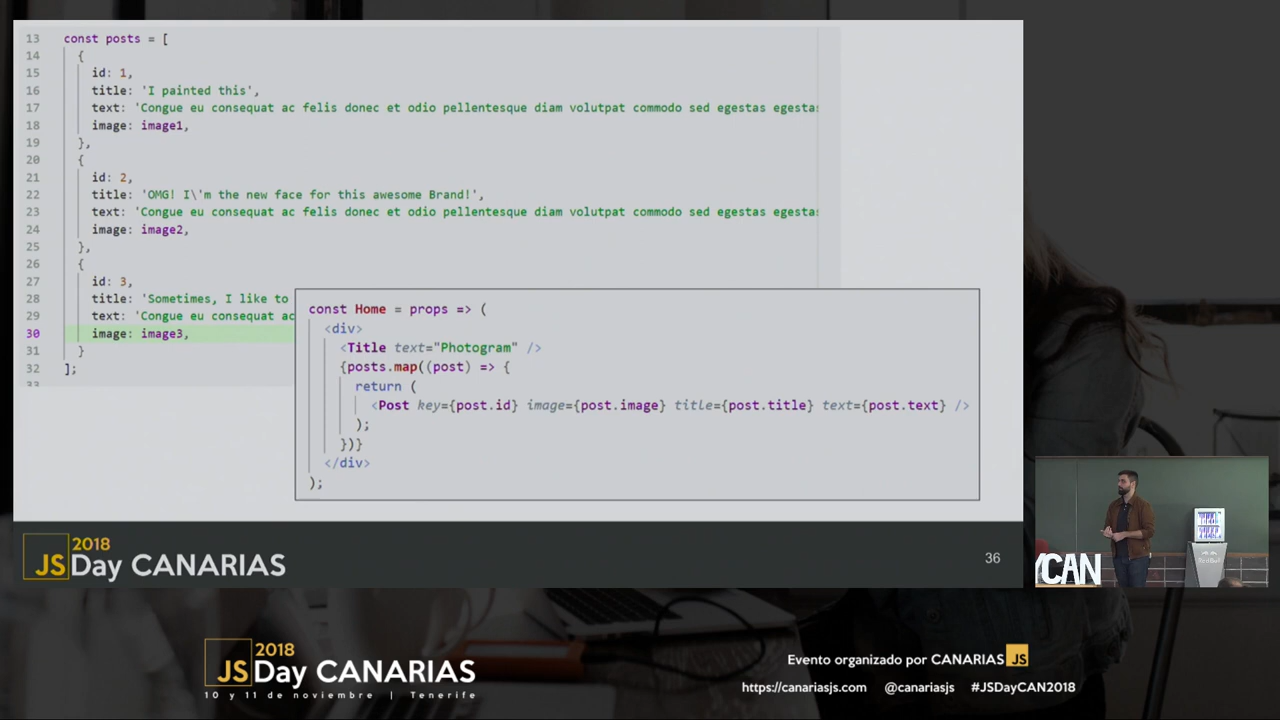 13 const posts = [
14 {
15 id: 1,
16 title: 'I painted this',
17 text: 'Congue eu consequat ac felis donec et odio pellentesque diam volutpat commodo sed egestas egestas
18 image: image1,
19 },
20 {
21 id: 2,
22 title: 'OMG! I\'m the new face for this awesome Brand!',
23 text: 'Congue eu consequat ac felis donec et odio pellentesque diam volutpat commodo sed egestas egestas
24 image: image2,
25 },
26 {
27 id: 3,
28 title: 'Sometimes, I like to
29 text: 'Congue eu consequat ac
30 image: image3,
31 }
32 ];
33
const Home = props => (
<div>
<Title text="Photogram" />
{posts.map((post) => {
return (
<Post key={post.id} image={post.image} title={post.title} text={post.text} />
);
})}
</div>
);
2018
JSDay CANARIAS
36
YCAN
2018
JSDay CANARIAS
10 y 11 de noviembre | Tenerife
Evento organizado por CANARIAS JS
https://canariasjs.com @canariasjs #JSDayCAN2018